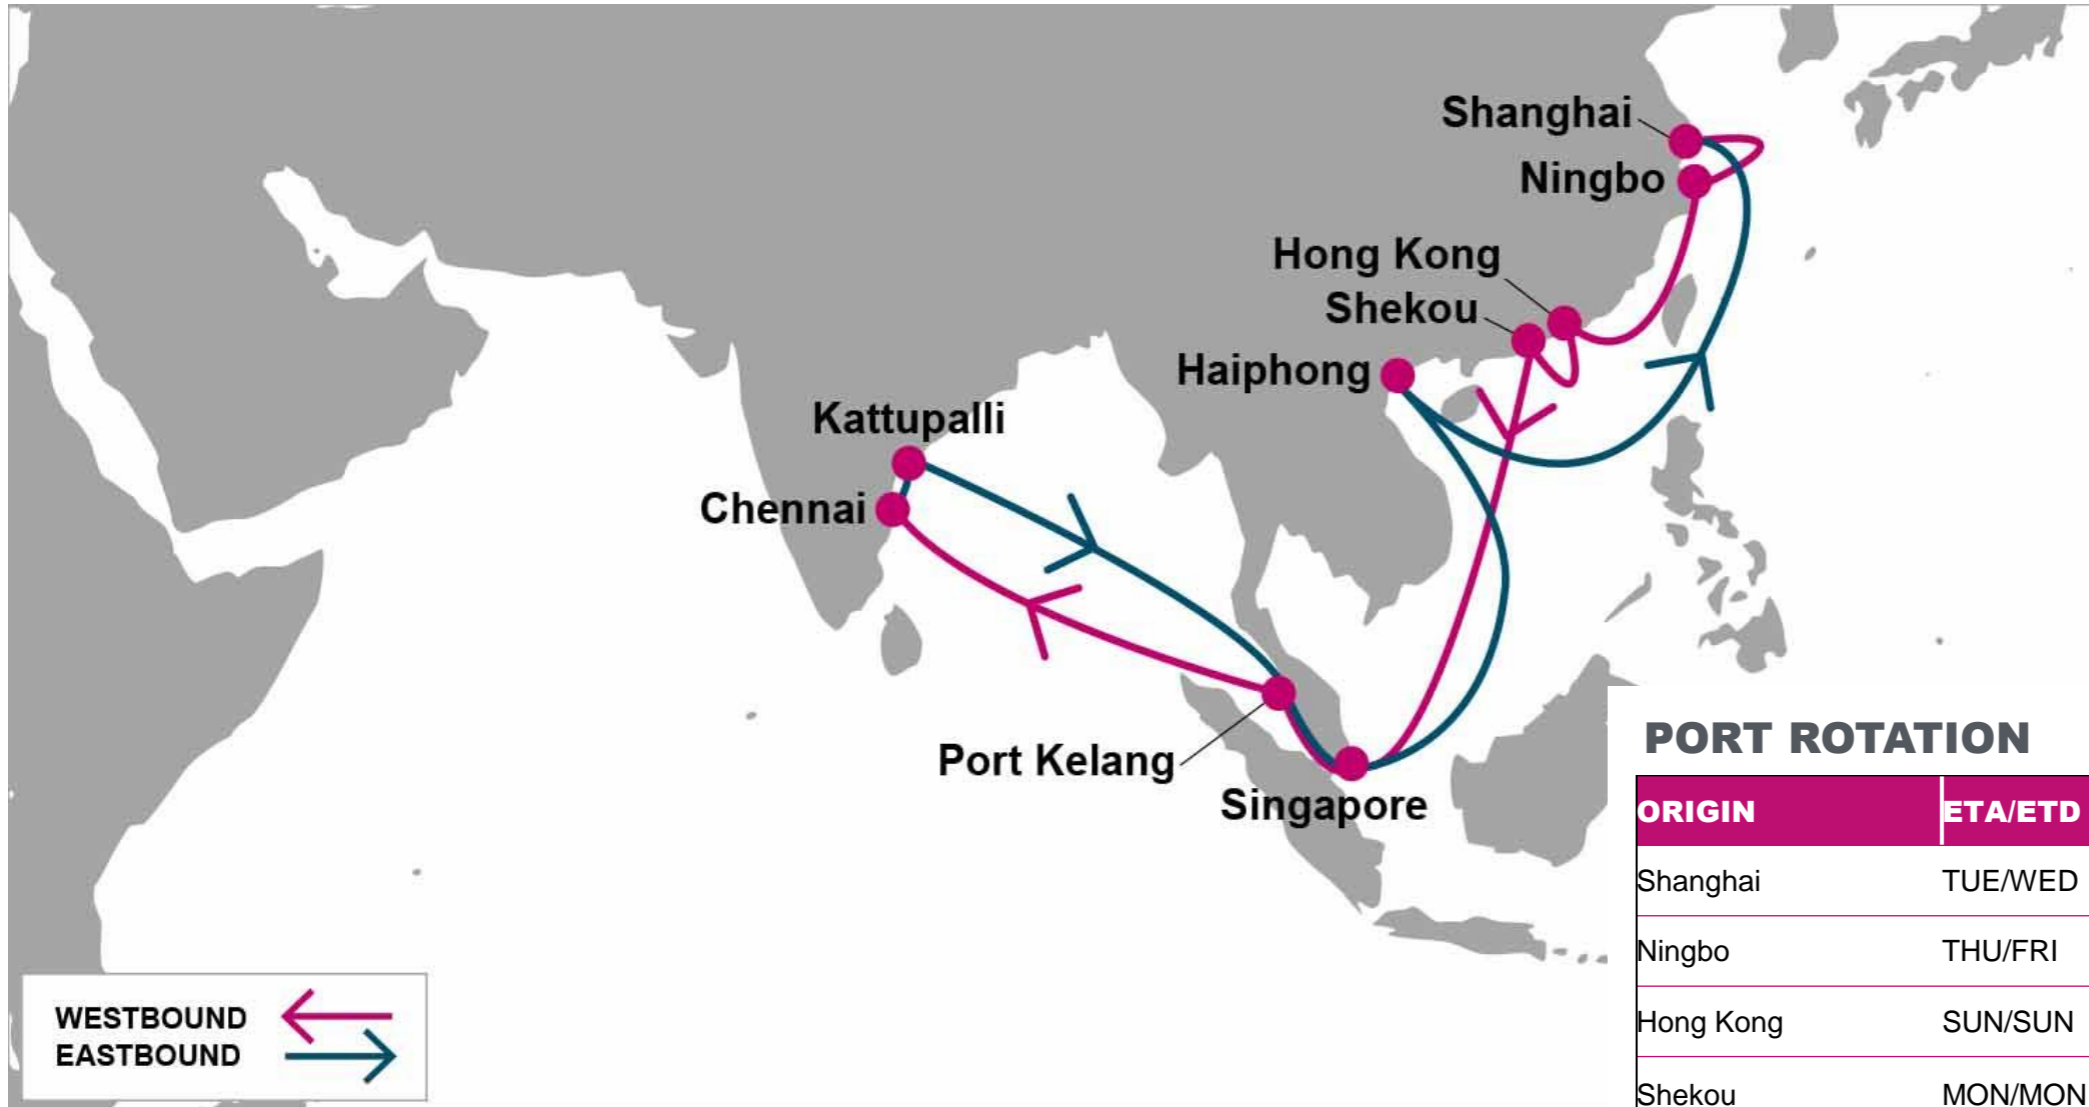 Shanghai
Ningbo
Hong Kong
Shekou
Haiphong
Kattupalli
Chennai
Port Kelang
Singapore
WESTBOUND
EASTBOUND
PORT ROTATION
ORIGIN ETA/ETD
Shanghai TUE/WED
Ningbo THU/FRI
Hong Kong SUN/SUN
Shekou MON/MON